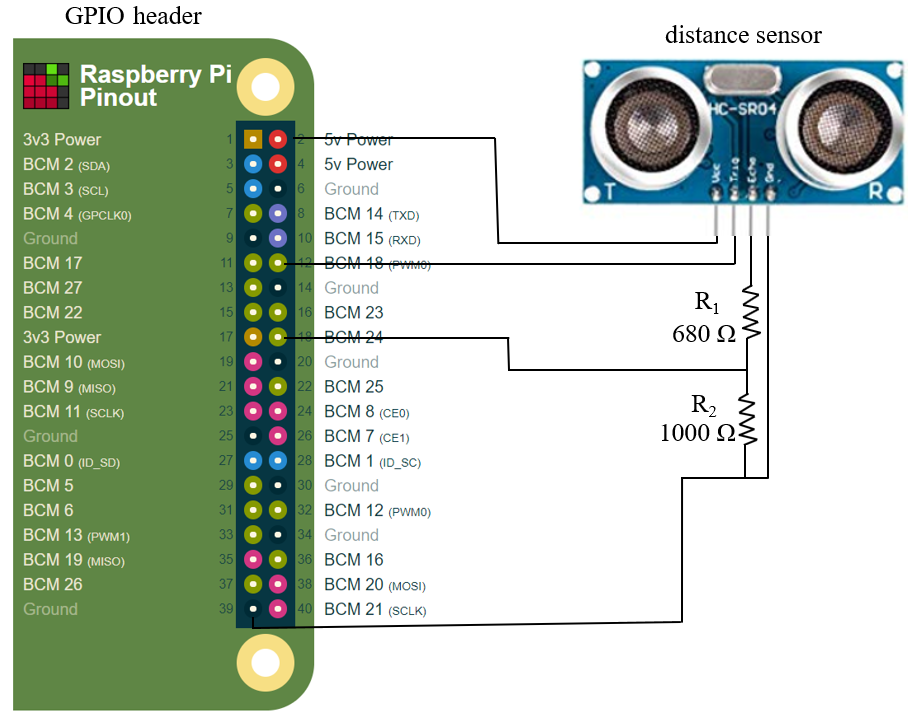 GPIO header
distance sensor
Raspberry Pi
Pinout
HC-SR04
Vcc Trig Echo Gnd
T R
3v3 Power 1 2 5v Power
BCM 2 (SDA) 3 4 5v Power
BCM 3 (SCL) 5 6 Ground
BCM 4 (GPCLK0) 7 8 BCM 14 (TXD)
Ground 9 10 BCM 15 (RXD)
BCM 17 11 12 BCM 18 (PWM0)
BCM 27 13 14 Ground
BCM 22 15 16 BCM 23
3v3 Power 17 18 BCM 24
BCM 10 (MOSI) 19 20 Ground
BCM 9 (MISO) 21 22 BCM 25
BCM 11 (SCLK) 23 24 BCM 8 (CE0)
Ground 25 26 BCM 7 (CE1)
BCM 0 (ID_SD) 27 28 BCM 1 (ID_SC)
BCM 5 29 30 Ground
BCM 6 31 32 BCM 12 (PWM0)
BCM 13 (PWM1) 33 34 Ground
BCM 19 (MISO) 35 36 BCM 16
BCM 26 37 38 BCM 20 (MOSI)
Ground 39 40 BCM 21 (SCLK)
R1
680 Ω
R2
1000 Ω